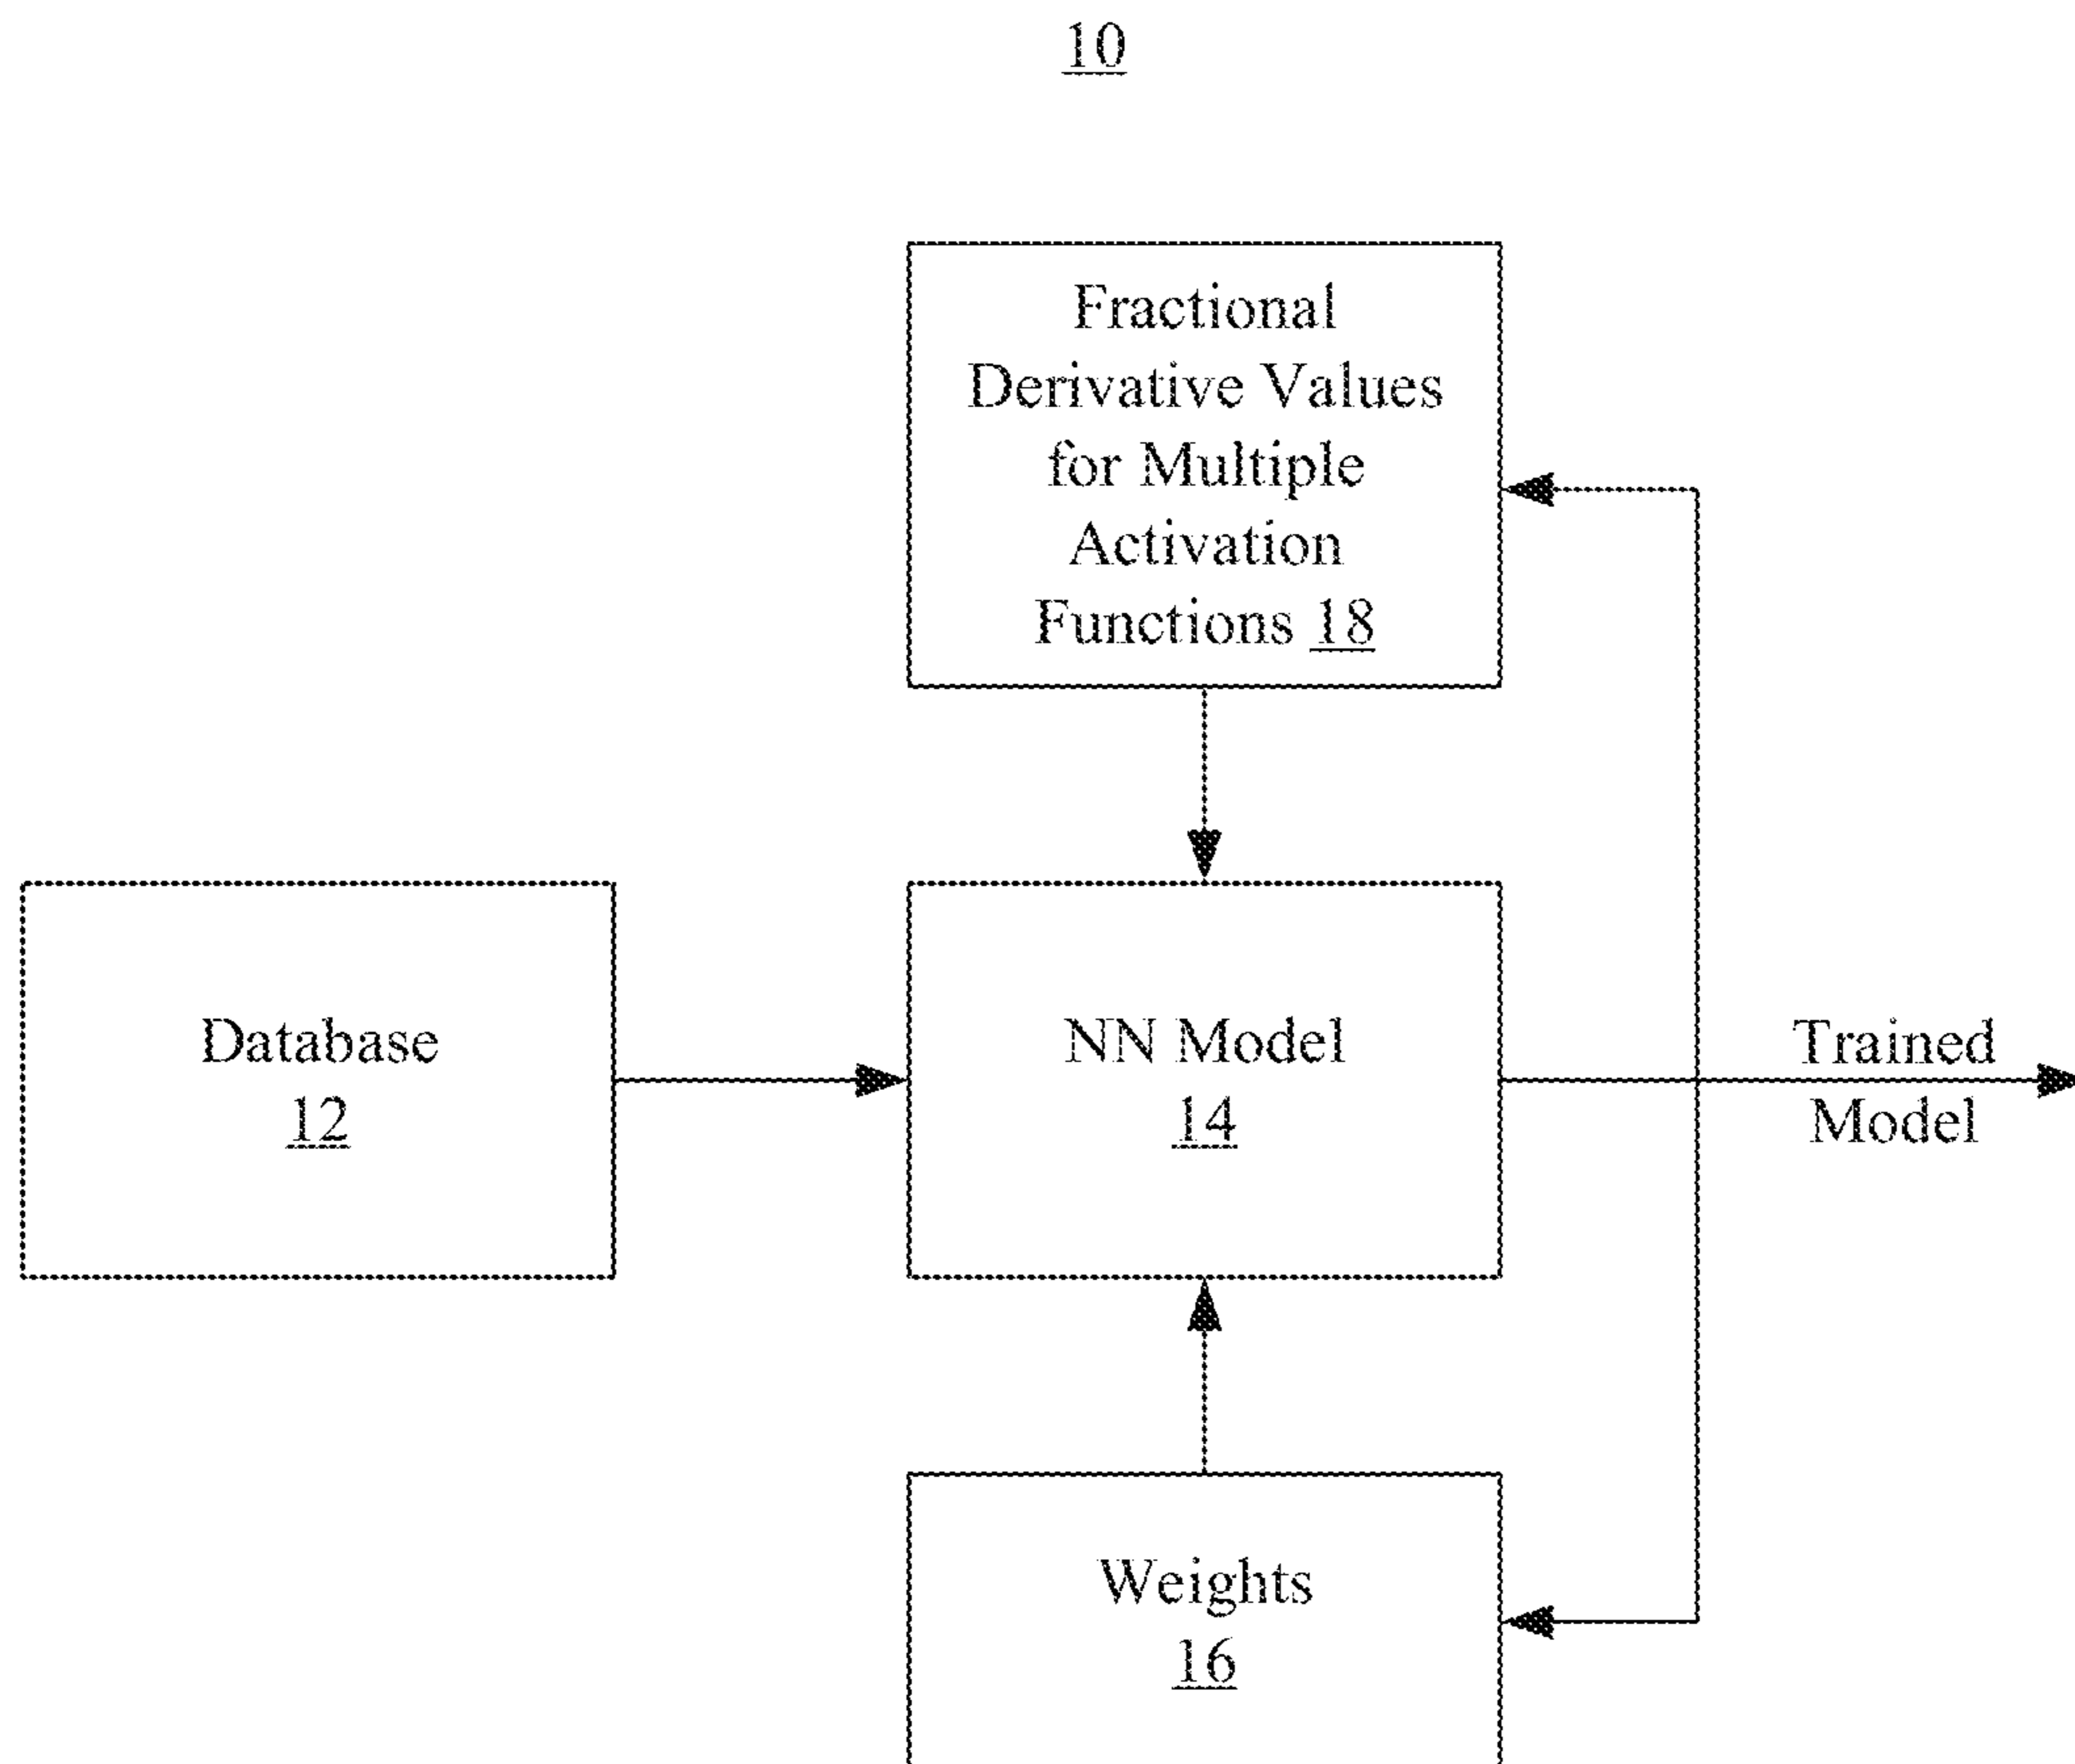 10
Fractional
Derivative Values
for Multiple
Activation
Functions 18
Database
12
NN Model
14
Trained
Model
Weights
16